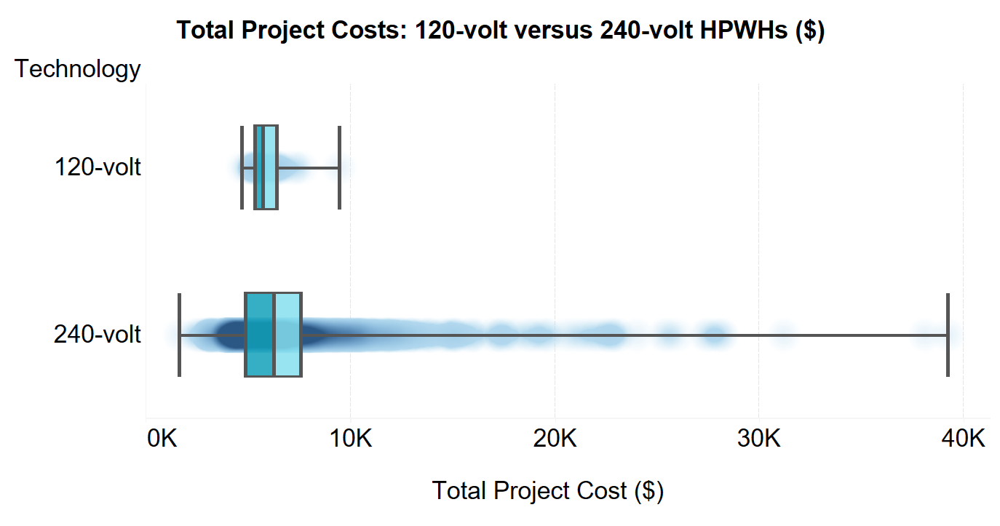 Total Project Costs: 120-volt versus 240-volt HPWHs ($)
Technology
120-volt
240-volt
0K 10K 20K 30K 40K
Total Project Cost ($)